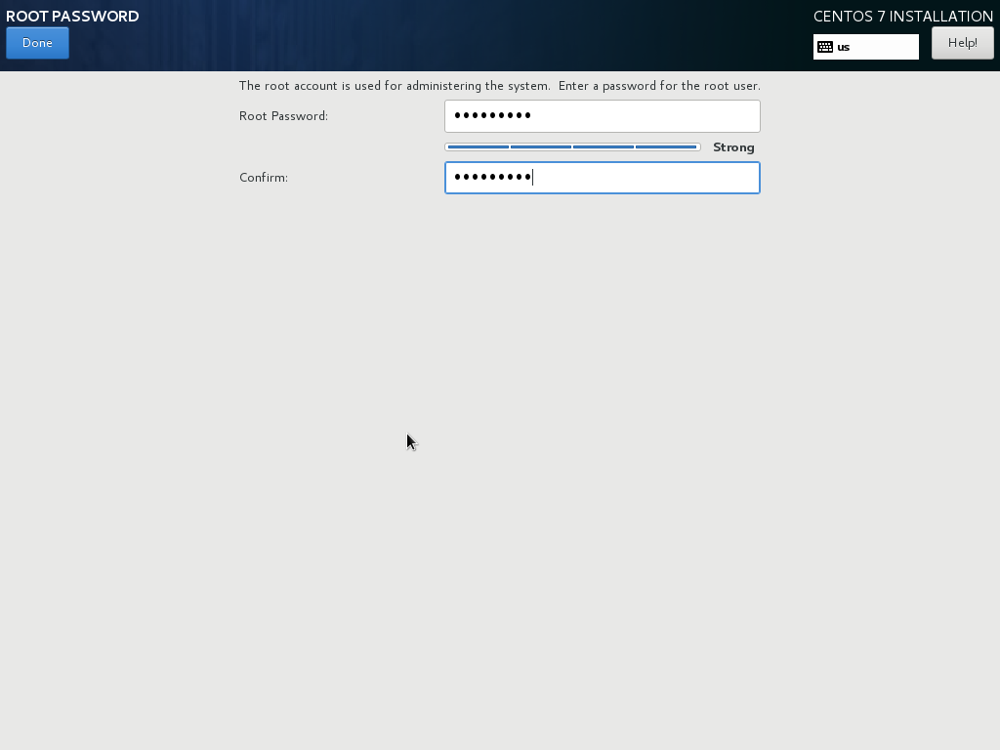 ROOT PASSWORD
CENTOS 7 INSTALLATION
Done
us
Help!
The root account is used for administering the system.  Enter a password for the root user.
Root Password:
●●●●●●●●●
Strong
Confirm:
●●●●●●●●●